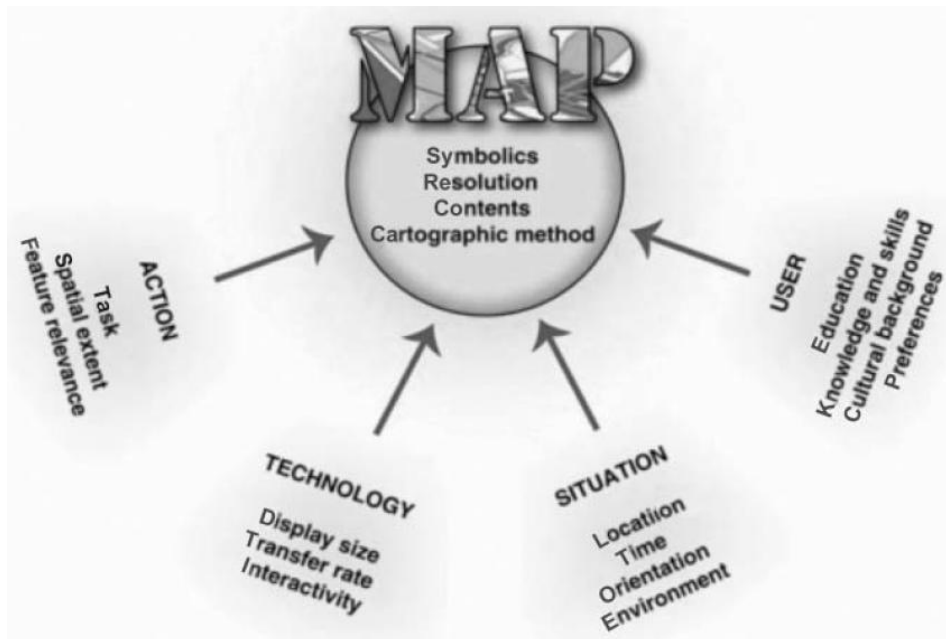 MAP
Symbolics
Resolution
Contents
Cartographic method
ACTION
Task
Spatial extent
Feature relevance
TECHNOLOGY
Display size
Transfer rate
Interactivity
SITUATION
Locatiion
Time
Orientation
Environment
USER
Education
Knowledge and skills
Cultural background
Preferences